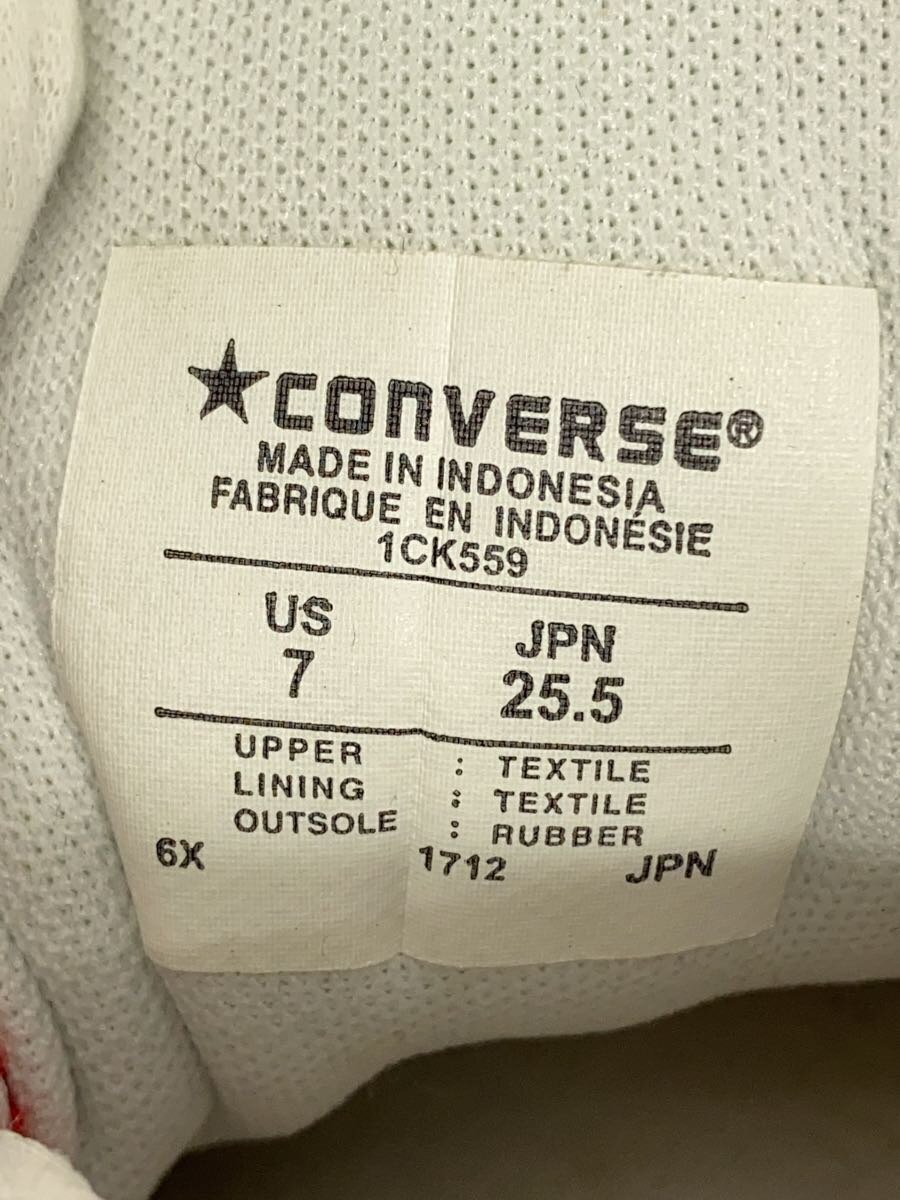 ★CONVERSE®
MADE IN INDONESIA
FABRIQUE EN INDONÉSIE
1CK559
US JPN
7 25.5
UPPER : TEXTILE
LINING : TEXTILE
OUTSOLE : RUBBER
6X 1712 JPN